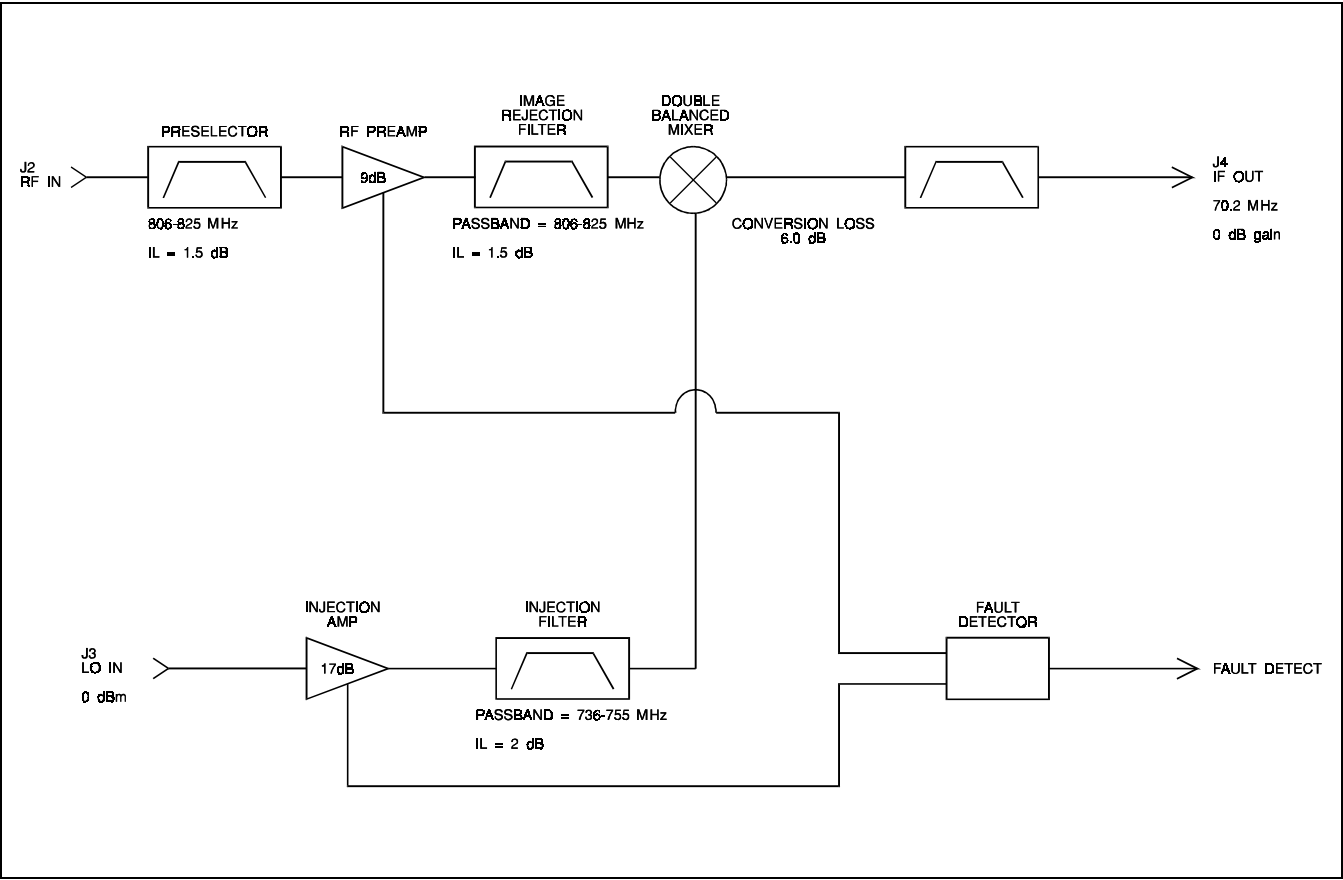 PRESELECTOR
RF PREAMP
IMAGE
REJECTION
FILTER
DOUBLE
BALANCED
MIXER
J2
RF IN
9dB
J4
IF OUT
70.2 MHz
0 dB gain
806-825 MHz
IL = 1.5 dB
PASSBAND = 806-825 MHz
IL = 1.5 dB
CONVERSION LOSS
6.0 dB
INJECTION
AMP
INJECTION
FILTER
FAULT
DETECTOR
J3
LO IN
0 dBm
17dB
FAULT DETECT
PASSBAND = 736-755 MHz
IL = 2 dB